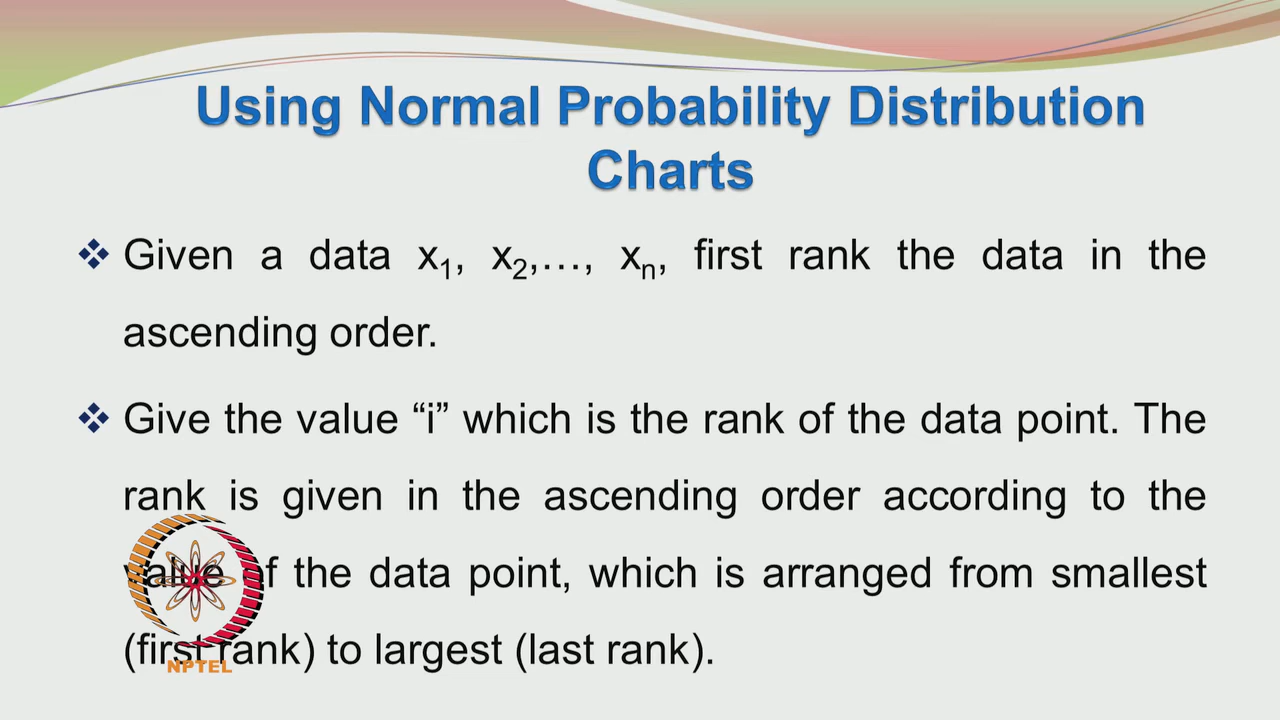 Using Normal Probability Distribution
Charts
❖ Given a data x₁, x₂,…, xₙ, first rank the data in the
ascending order.
❖ Give the value “i” which is the rank of the data point. The
rank is given in the ascending order according to the
value of the data point, which is arranged from smallest
(first rank) to largest (last rank).
NPTEL